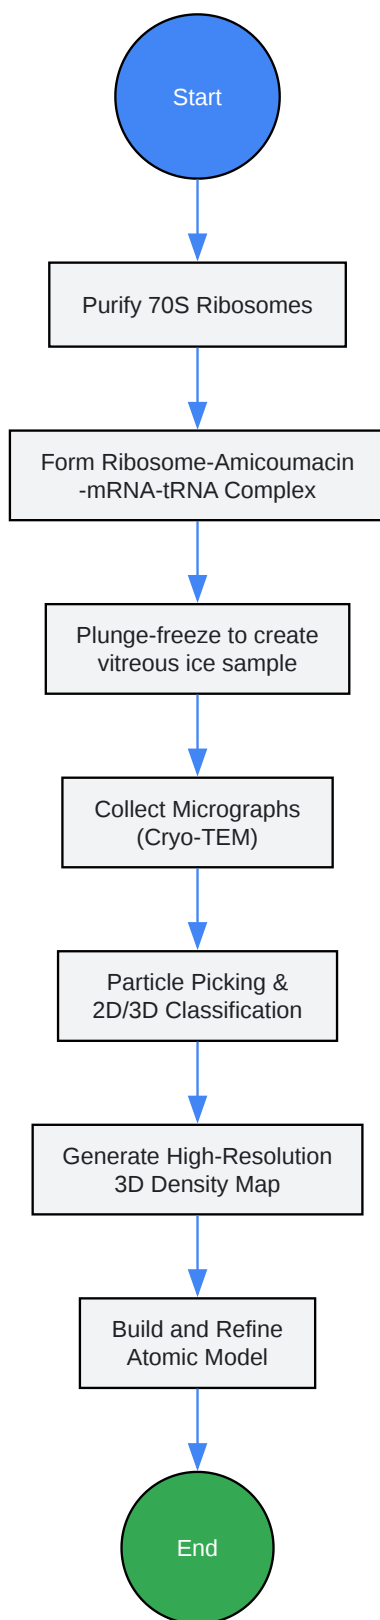 Start
Purify 70S Ribosomes
Form Ribosome-Amicoumacin
-mRNA-tRNA Complex
Plunge-freeze to create
vitreous ice sample
Collect Micrographs
(Cryo-TEM)
Particle Picking &
2D/3D Classification
Generate High-Resolution
3D Density Map
Build and Refine
Atomic Model
End